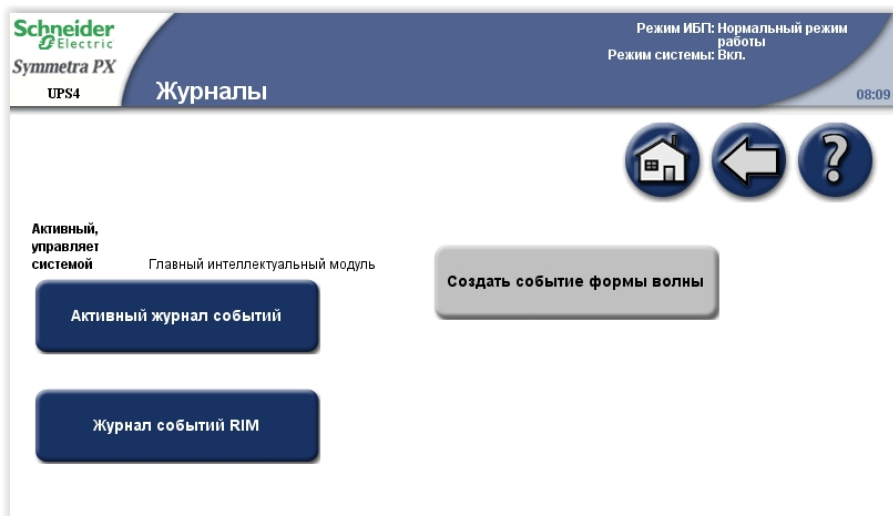 Schneider
Electric
Symmetra PX
UPS4
Журналы
Режим ИБП: Нормальный режим
работы
Режим системы: Вкл.
08:09
?
Активный,
управляет
системой
Главный интеллектуальный модуль
Активный журнал событий
Создать событие формы волны
Журнал событий RIM